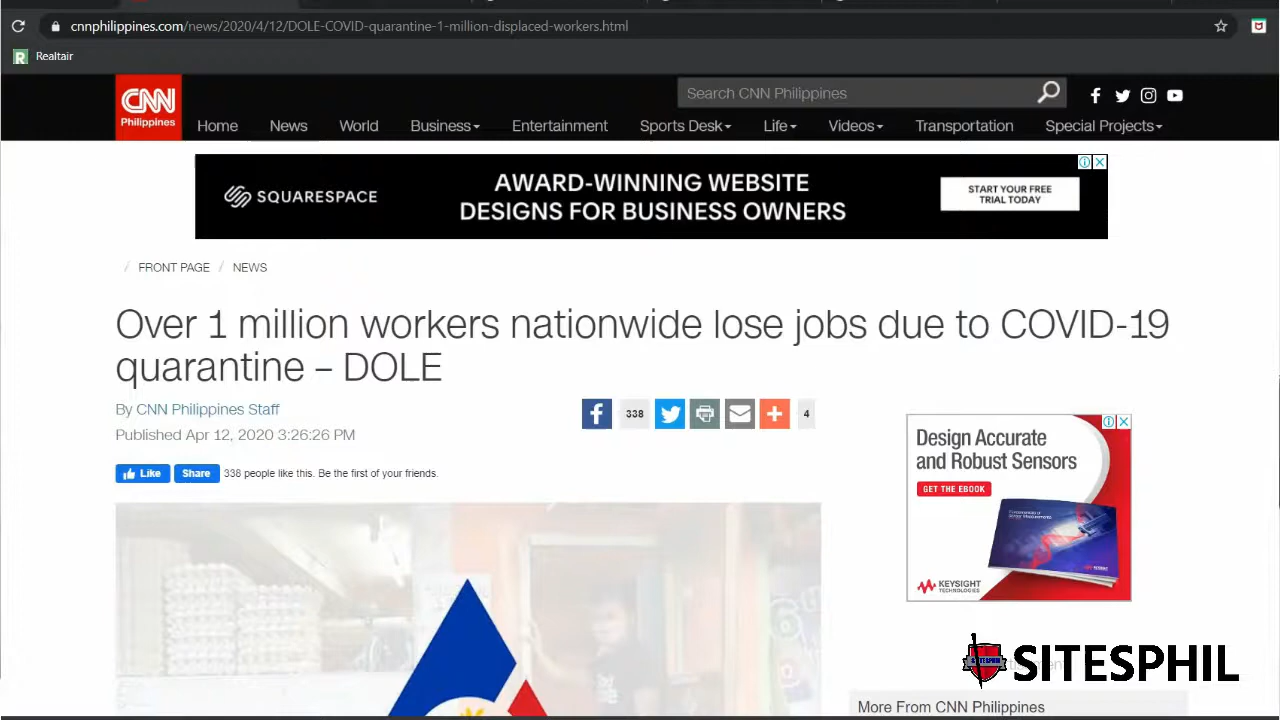 cnnphilippines.com/news/2020/4/12/DOLE-COVID-quarantine-1-million-displaced-workers.html
R Realtair
CNN
Philippines
Search CNN Philippines
Home News World Business Entertainment Sports Desk Life Videos Transportation Special Projects
SQUARESPACE
AWARD-WINNING WEBSITE
DESIGNS FOR BUSINESS OWNERS
START YOUR FREE
TRIAL TODAY
/ FRONT PAGE / NEWS
Over 1 million workers nationwide lose jobs due to COVID-19
quarantine – DOLE
By CNN Philippines Staff
338
4
Published Apr 12, 2020 3:26:26 PM
Like Share 338 people like this. Be the first of your friends.
Design Accurate
and Robust Sensors
GET THE EBOOK
KEYSIGHT
TECHNOLOGIES
SITESPHIL
More From CNN Philippines